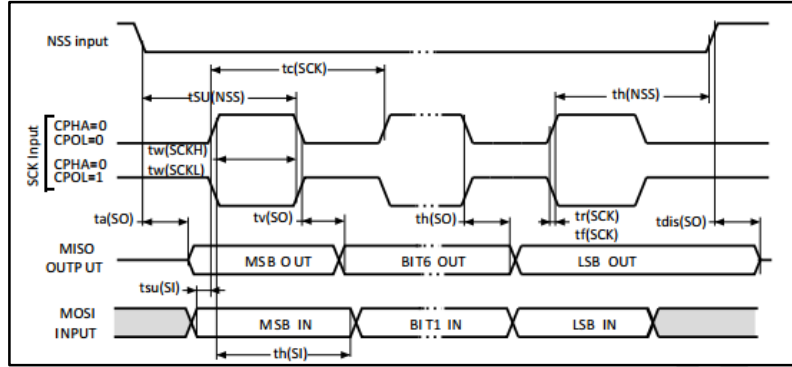 NSS input
tc(SCK)
tSU(NSS)
th(NSS)
SCK Input
CPHA=0
CPOL=0
tw(SCKH)
CPHA=0
CPOL=1
tw(SCKL)
ta(SO)
tv(SO)
th(SO)
tr(SCK)
tf(SCK)
tdis(SO)
MISO
OUTPUT
MSB OUT
BIT6 OUT
LSB OUT
tsu(SI)
MOSI
INPUT
MSB IN
BIT1 IN
LSB IN
th(SI)